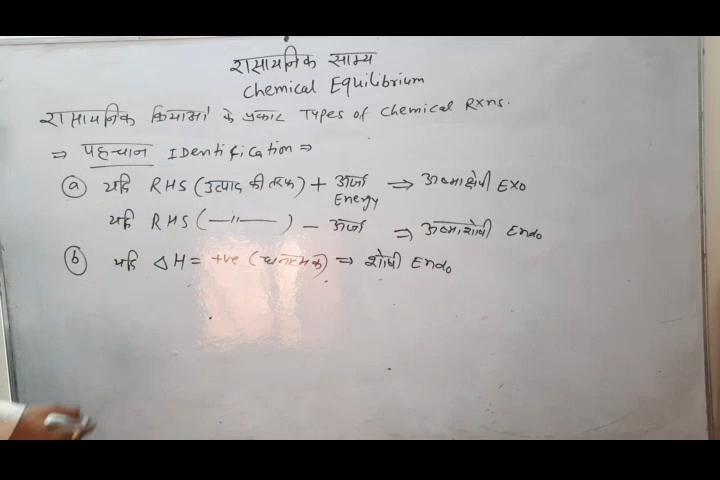 रासायनिक साम्य
Chemical Equilibrium
रासायनिक क्रियाओं के प्रकार Types of Chemical Rxns.
⇒ पहचान Identification ⇒
(a) यदि RHS (उत्पाद की तरफ) + ऊर्जा ⇒ ऊष्माक्षेपी Exo
Energy
यदि RHS (—〃—) - ऊर्जा ⇒ ऊष्माशोषी Endo
(b) यदि ΔH = +ve (धनात्मक) ⇒ शोषी Endo